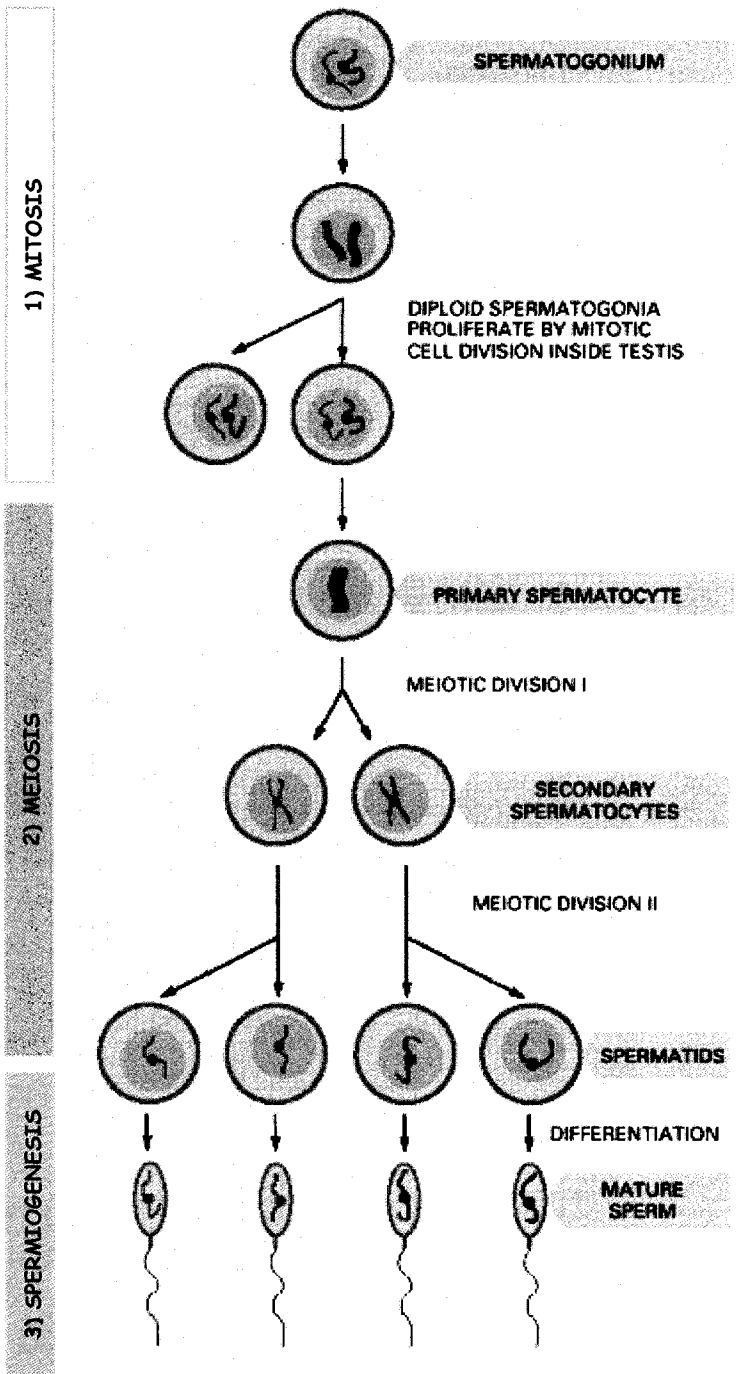 SPERMATOGONIUM
1) MITOSIS
DIPLOID SPERMATOGONIA
PROLIFERATE BY MITOTIC
CELL DIVISION INSIDE TESTIS
PRIMARY SPERMATOCYTE
MEIOTIC DIVISION I
2) MEIOSIS
SECONDARY
SPERMATOCYTES
MEIOTIC DIVISION II
SPERMATIDS
3) SPERMIOGENESIS
DIFFERENTIATION
MATURE
SPERM